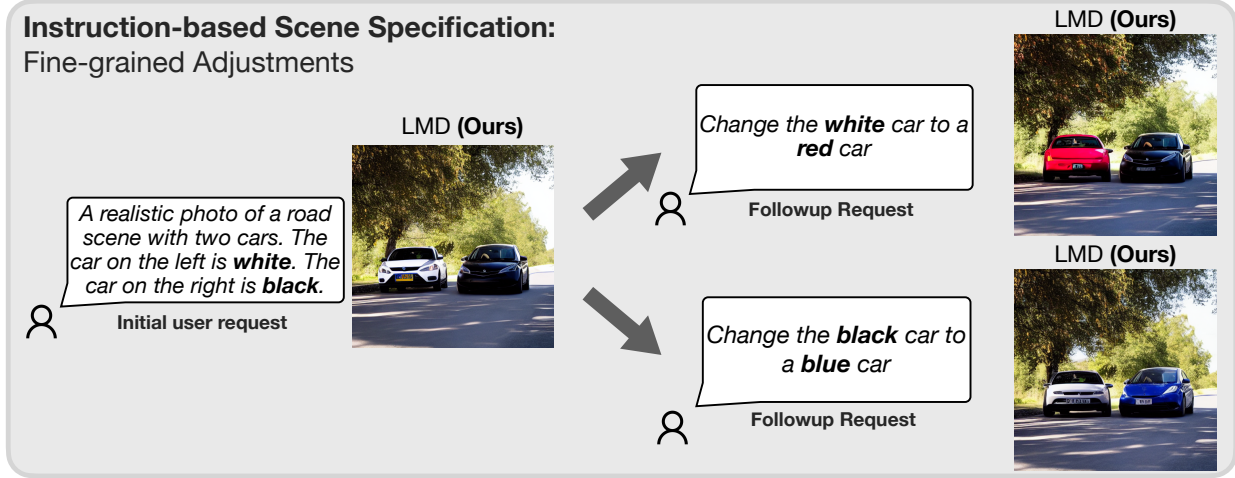 Instruction-based Scene Specification:
Fine-grained Adjustments
LMD (Ours)
A realistic photo of a road
scene with two cars. The
car on the left is white. The
car on the right is black.
Initial user request
Change the white car to a
red car
Followup Request
LMD (Ours)
Change the black car to
a blue car
Followup Request
LMD (Ours)